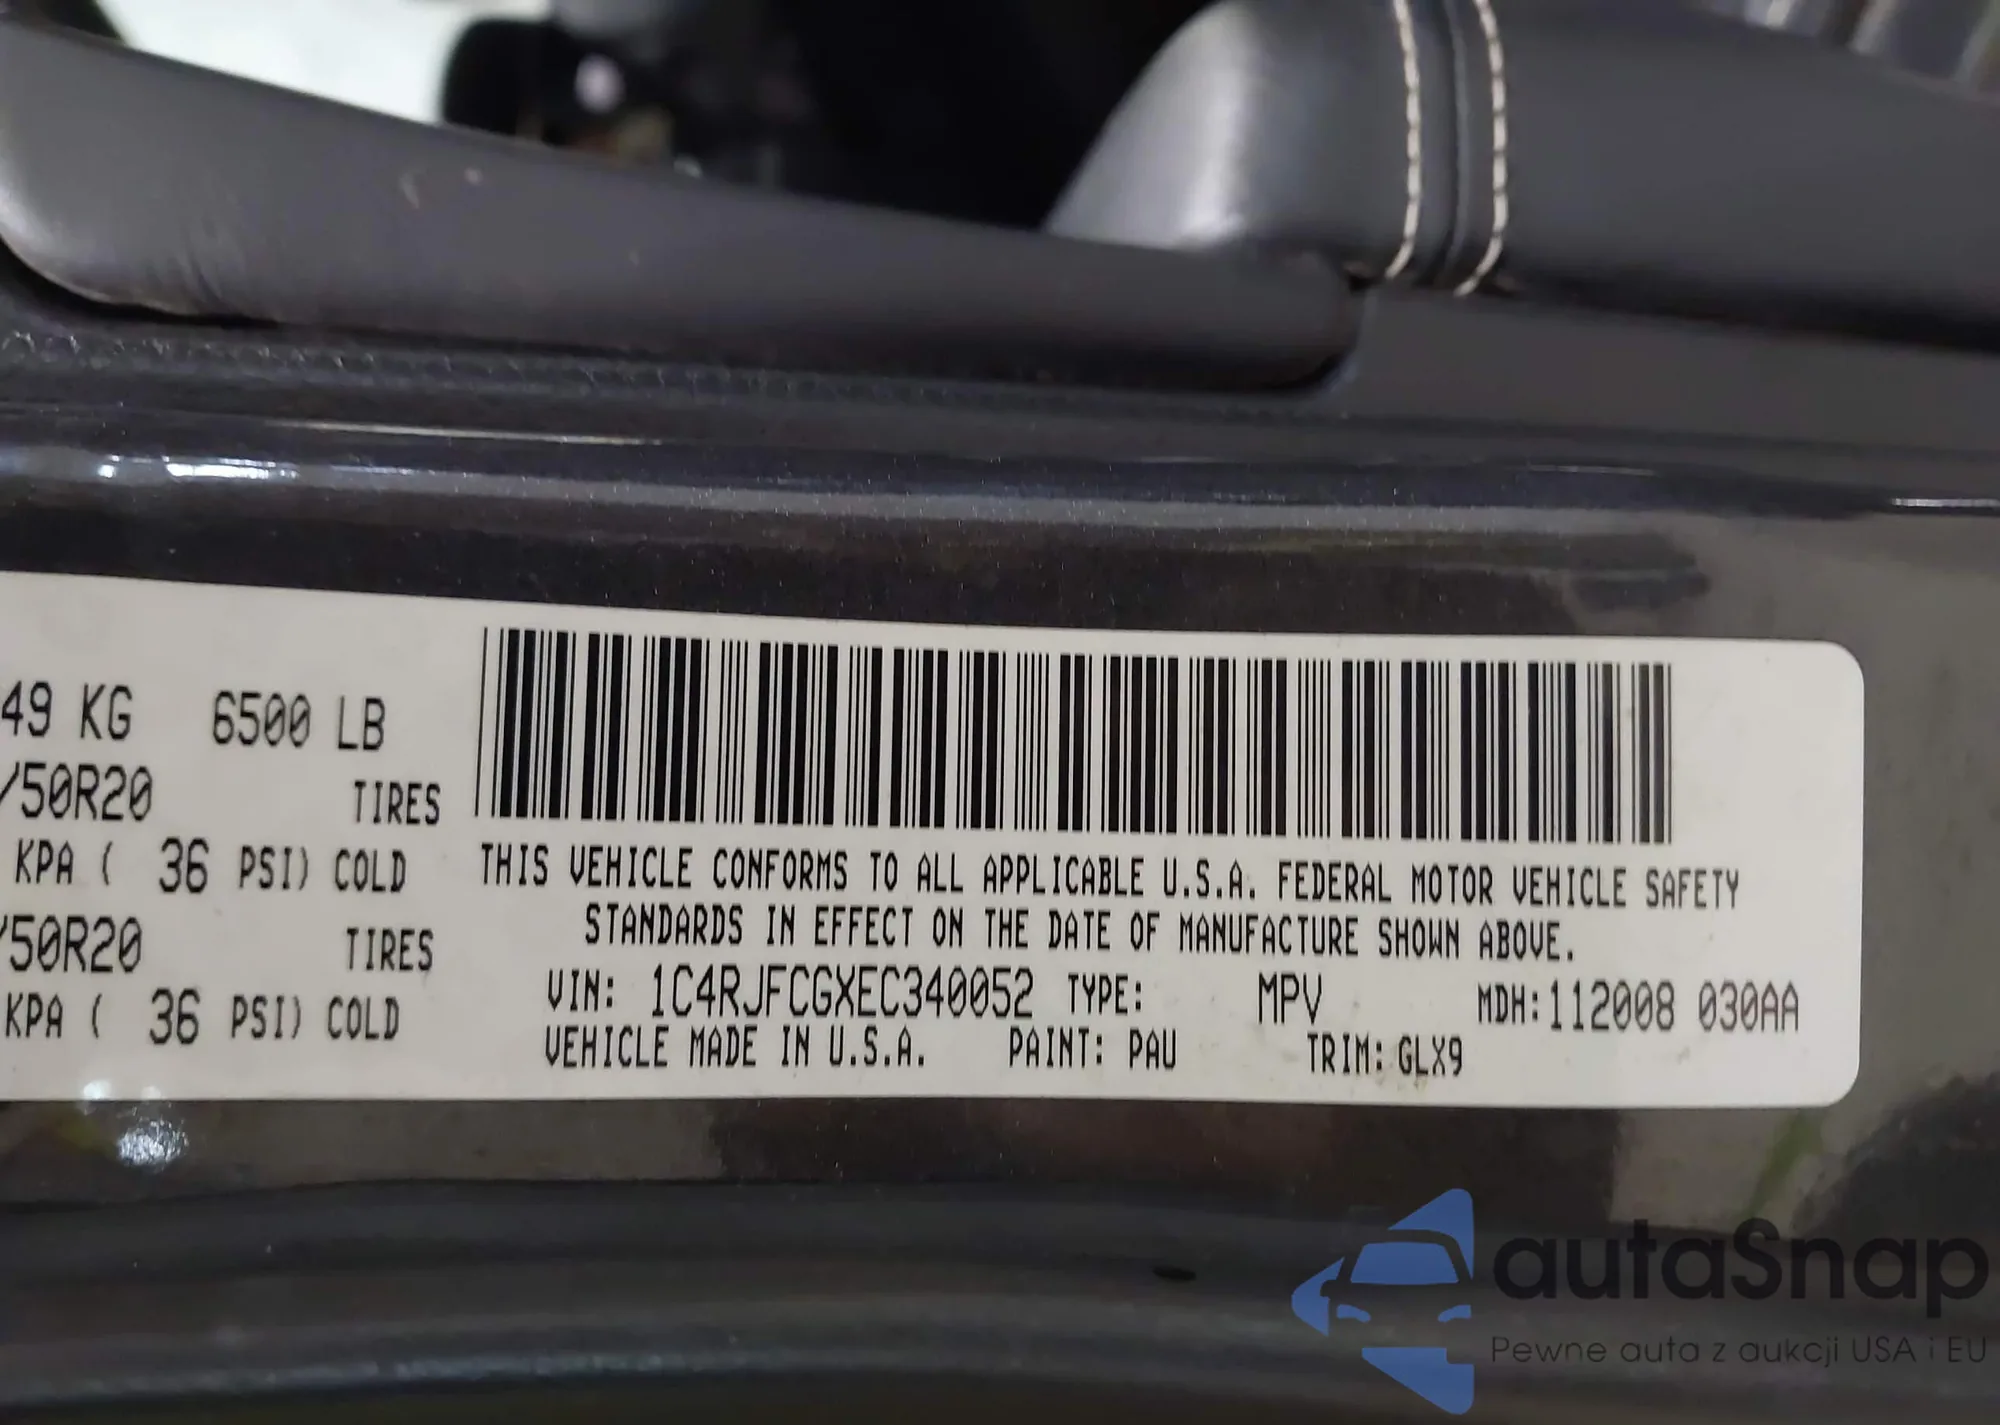 49 KG 6500 LB
/50R20 TIRES
KPA ( 36 PSI) COLD
/50R20 TIRES
KPA ( 36 PSI) COLD
THIS VEHICLE CONFORMS TO ALL APPLICABLE U.S.A. FEDERAL MOTOR VEHICLE SAFETY
STANDARDS IN EFFECT ON THE DATE OF MANUFACTURE SHOWN ABOVE.
VIN: 1C4RJFCGXEC340052 TYPE: MPV MDH:112008 030AA
VEHICLE MADE IN U.S.A. PAINT: PAU TRIM: GLX9
autaSnap
Pewne auta z aukcji USA i EU